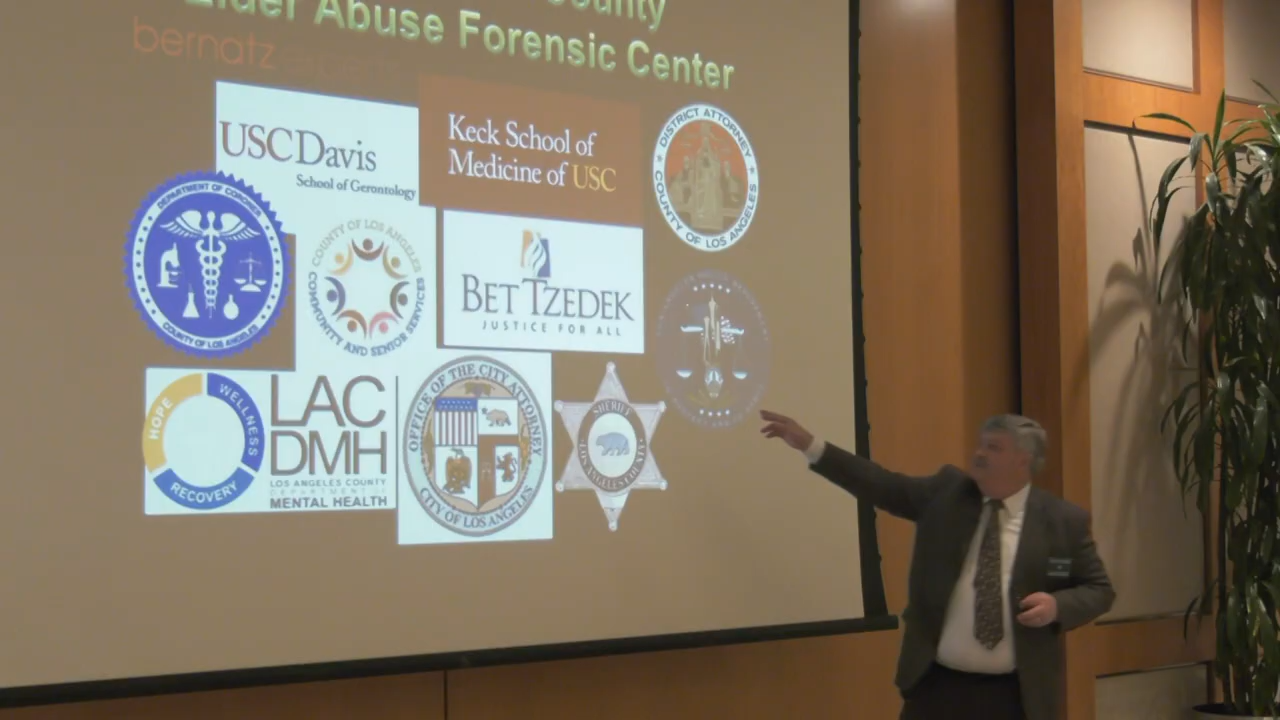 County
Elder Abuse Forensic Center
bernatz
USCDavis
School of Gerontology
Keck School of
Medicine of USC
DISTRICT ATTORNEY
COUNTY OF LOS ANGELES
DEPARTMENT OF CORONER
COUNTY OF LOS ANGELES
COUNTY OF LOS ANGELES
COMMUNITY AND SENIOR SERVICES
BET TZEDEK
JUSTICE FOR ALL
HOPE
WELLNESS
RECOVERY
LAC
DMH
LOS ANGELES COUNTY
DEPARTMENT OF
MENTAL HEALTH
OFFICE OF THE CITY ATTORNEY
CITY OF LOS ANGELES
SHERIFF
LOS ANGELES COUNTY